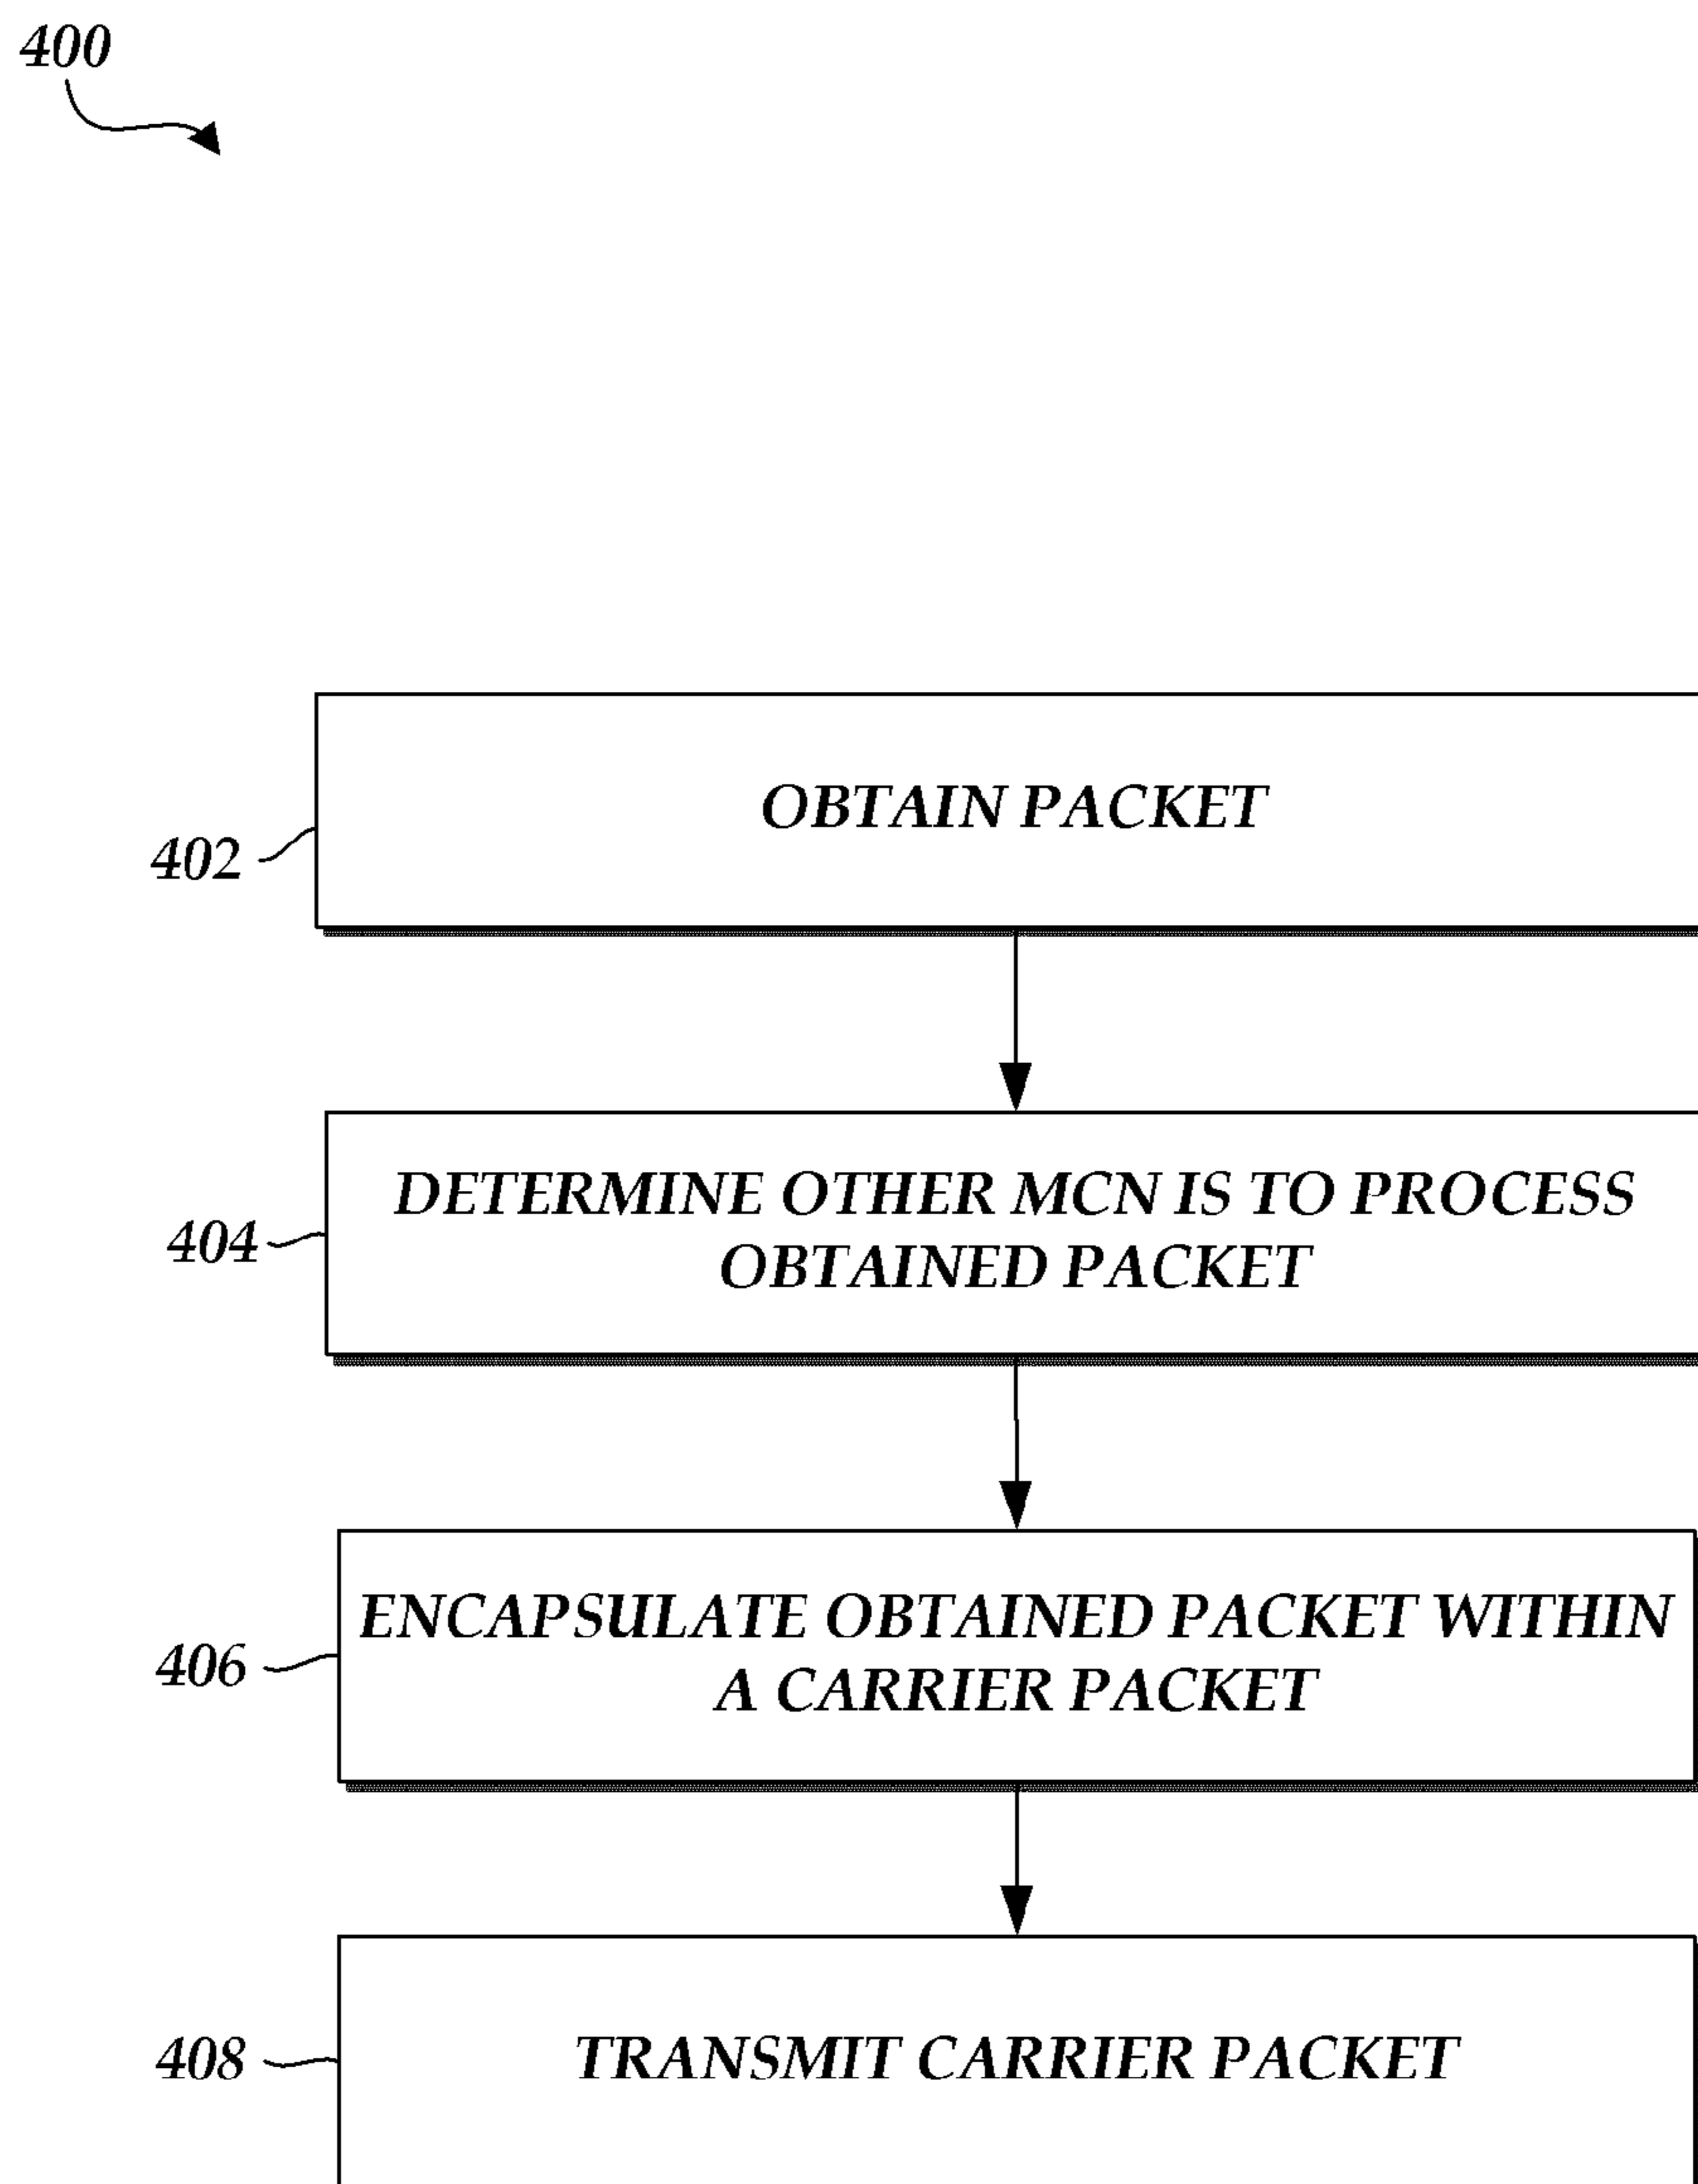 400
OBTAIN PACKET
402
DETERMINE OTHER MCN IS TO PROCESS
OBTAINED PACKET
404
ENCAPSULATE OBTAINED PACKET WITHIN
A CARRIER PACKET
406
TRANSMIT CARRIER PACKET
408